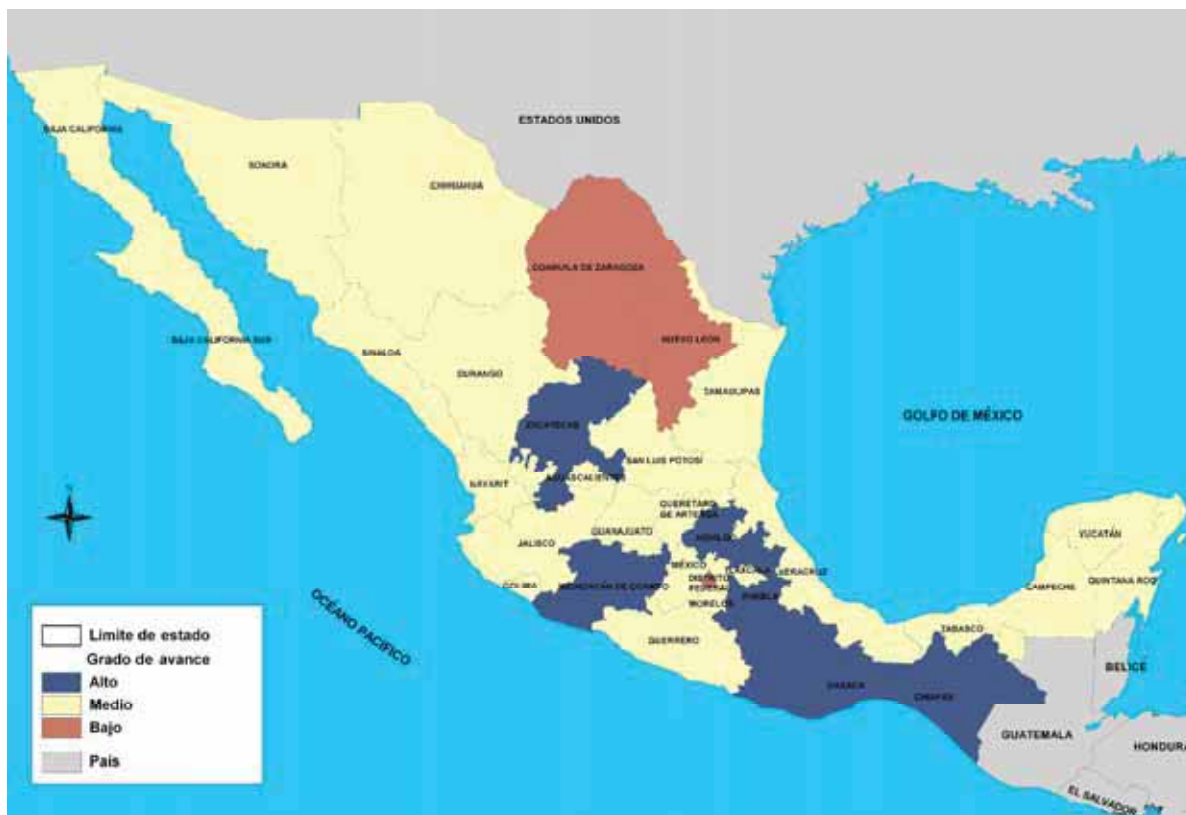 ESTADOS UNIDOS
BAJA CALIFORNIA
SONORA
CHIHUAHUA
COAHUILA DE ZARAGOZA
BAJA CALIFORNIA SUR
SINALOA
NUEVO LEÓN
DURANGO
TAMAULIPAS
GOLFO DE MÉXICO
ZACATECAS
SAN LUIS POTOSÍ
NAYARIT
AGUASCALIENTES
QUERÉTARO
DE ARTEAGA
GUANAJUATO
HIDALGO
JALISCO
YUCATÁN
MÉXICO
TLAXCALA
VERACRUZ
DISTRITO
FEDERAL
COLIMA
MICHOACÁN DE OCAMPO
PUEBLA
CAMPECHE
QUINTANA ROO
MORELOS
OCÉANO PACIFICO
GUERRERO
TABASCO
BELICE
OAXACA
CHIAPAS
GUATEMALA
HONDURA
EL SALVADOR
Limite de estado
Grado de avance
Alto
Medio
Bajo
País